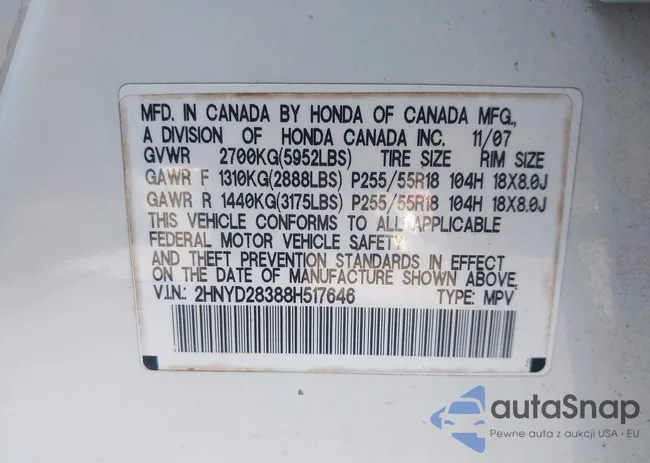 MFD. IN CANADA BY HONDA OF CANADA MFG.,
A DIVISION OF HONDA CANADA INC. 11/07
GVWR 2700KG(5952LBS) TIRE SIZE RIM SIZE
GAWR F 1310KG(2888LBS) P255/55R18 104H 18X8.0J
GAWR R 1440KG(3175LBS) P255/55R18 104H 18X8.0J
THIS VEHICLE CONFORMS TO ALL APPLICABLE
FEDERAL MOTOR VEHICLE SAFETY
AND THEFT PREVENTION STANDARDS IN EFFECT
ON THE DATE OF MANUFACTURE SHOWN ABOVE.
V.I.N.: 2HNYD28388H517646 TYPE: MPV
autaSnap
Pewne auta z aukcji USA i EU